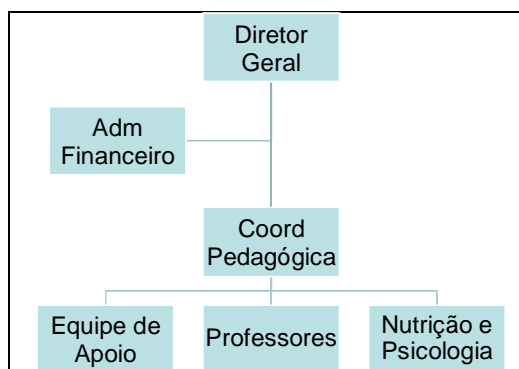 Diretor
Geral
Adm
Financeiro
Coord
Pedagógica
Equipe de
Apoio
Professores
Nutrição e
Psicologia